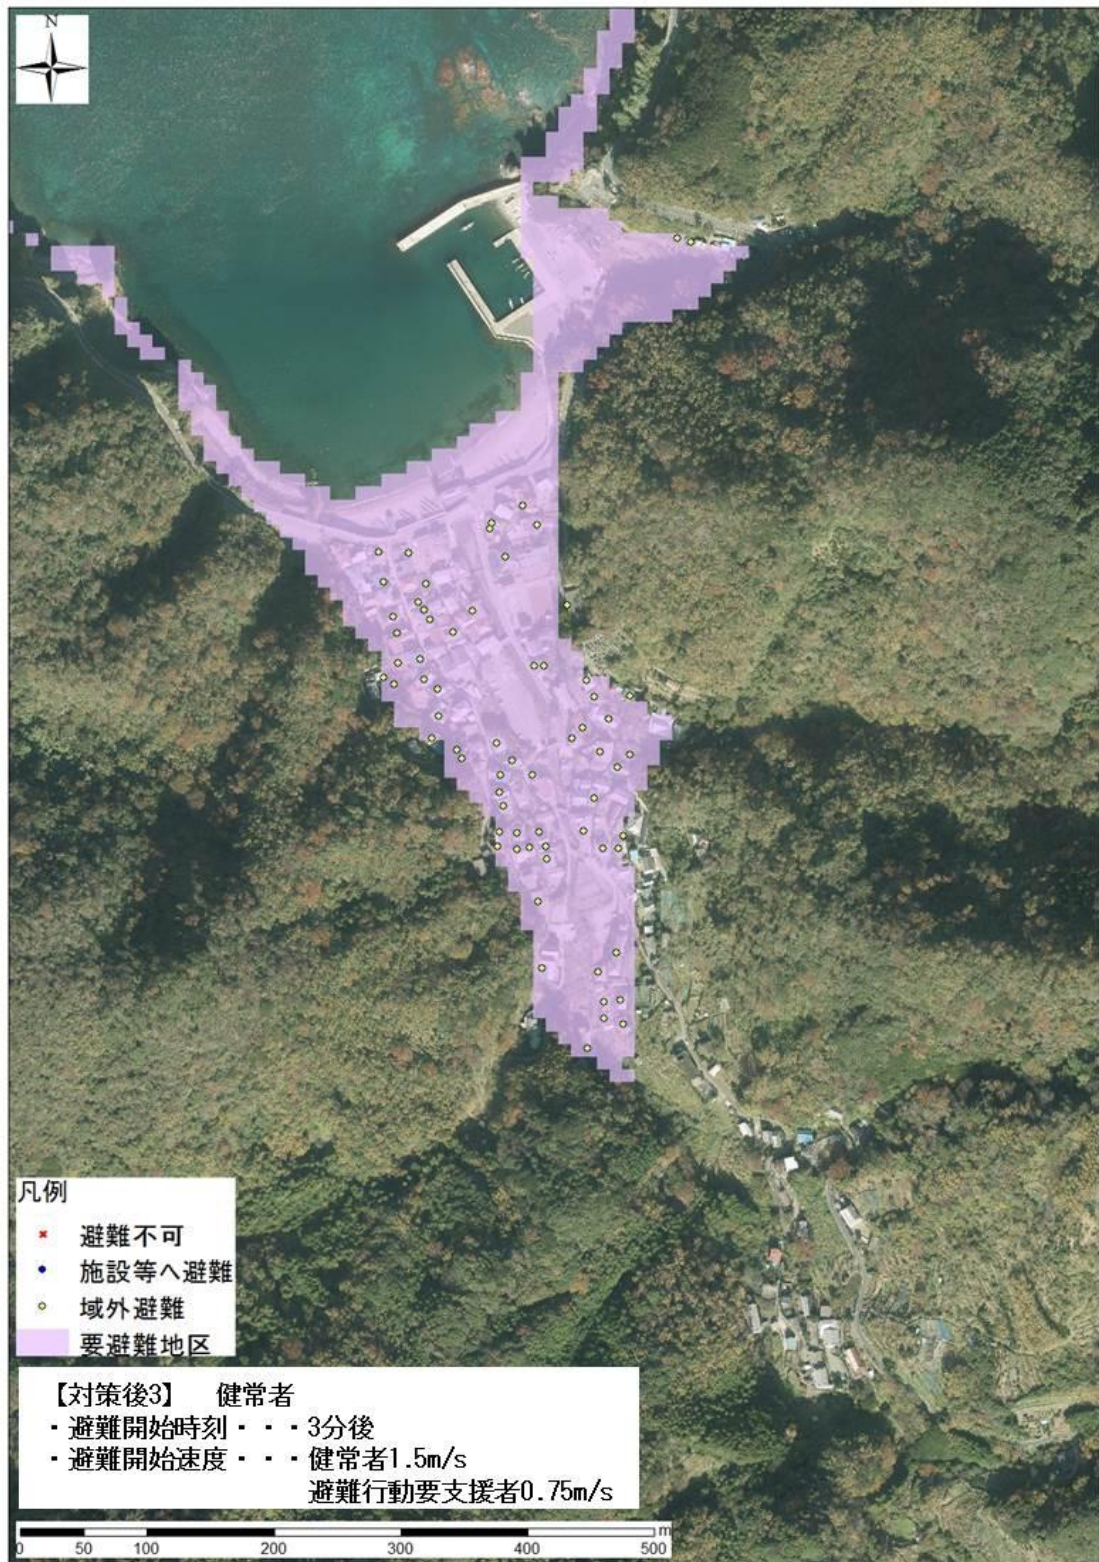 N
凡例
避難不可
施設等へ避難
域外避難
要避難地区
【対策後3】 健常者
・避難開始時刻・・・3分後
・避難開始速度・・・健常者1.5m/s
避難行動要支援者0.75m/s
0 50 100 200 300 400 500 m